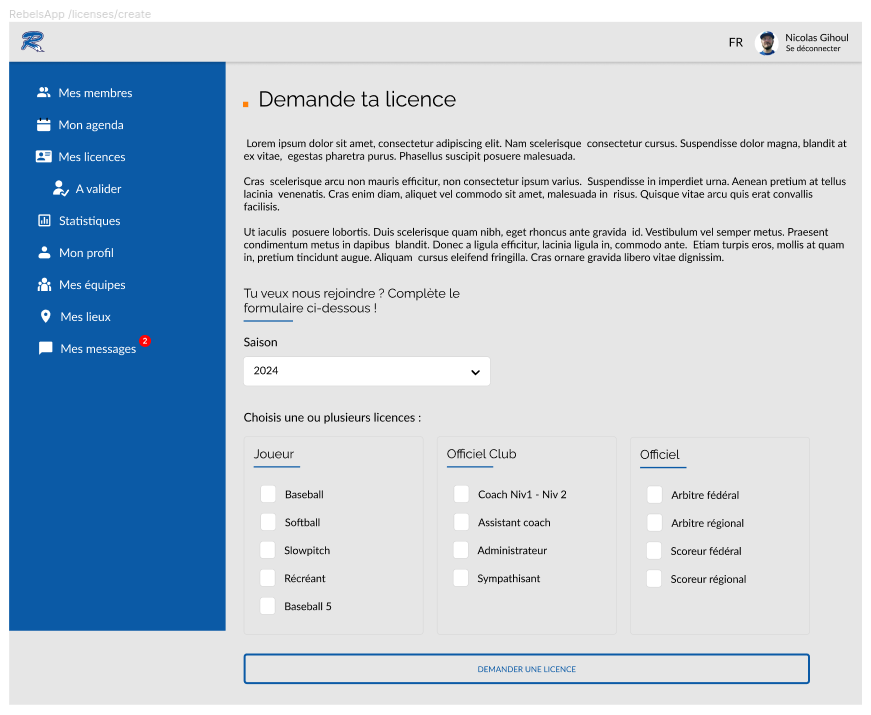 RebelsApp /licenses/create
R
FR
Nicolas Gihoul
Se déconnecter
Mes membres
Mon agenda
Mes licences
A valider
Statistiques
Mon profil
Mes équipes
Mes lieux
Mes messages
2
Demande ta licence
Lorem ipsum dolor sit amet, consectetur adipiscing elit. Nam scelerisque consectetur cursus. Suspendisse dolor magna, blandit at
ex vitae, egestas pharetra purus. Phasellus suscipit posuere malesuada.
Cras scelerisque arcu non mauris efficitur, non consectetur ipsum varius. Suspendisse in imperdiet urna. Aenean pretium at tellus
lacinia venenatis. Cras enim diam, aliquet vel commodo sit amet, malesuada in risus. Quisque vitae arcu quis erat convallis
facilisis.
Ut iaculis posuere lobortis. Duis scelerisque quam nibh, eget rhoncus ante gravida id. Vestibulum vel semper metus. Praesent
condimentum metus in dapibus blandit. Donec a ligula efficitur, lacinia ligula in, commodo ante. Etiam turpis eros, mollis at quam
in, pretium tincidunt augue. Aliquam cursus eleifend fringilla. Cras ornare gravida libero vitae dignissim.
Tu veux nous rejoindre ? Complète le
formulaire ci-dessous !
Saison
2024
Choisis une ou plusieurs licences :
Joueur
Baseball
Softball
Slowpitch
Récréant
Baseball 5
Officiel Club
Coach Niv1 - Niv 2
Assistant coach
Administrateur
Sympathisant
Officiel
Arbitre fédéral
Arbitre régional
Scoreur fédéral
Scoreur régional
DEMANDER UNE LICENCE